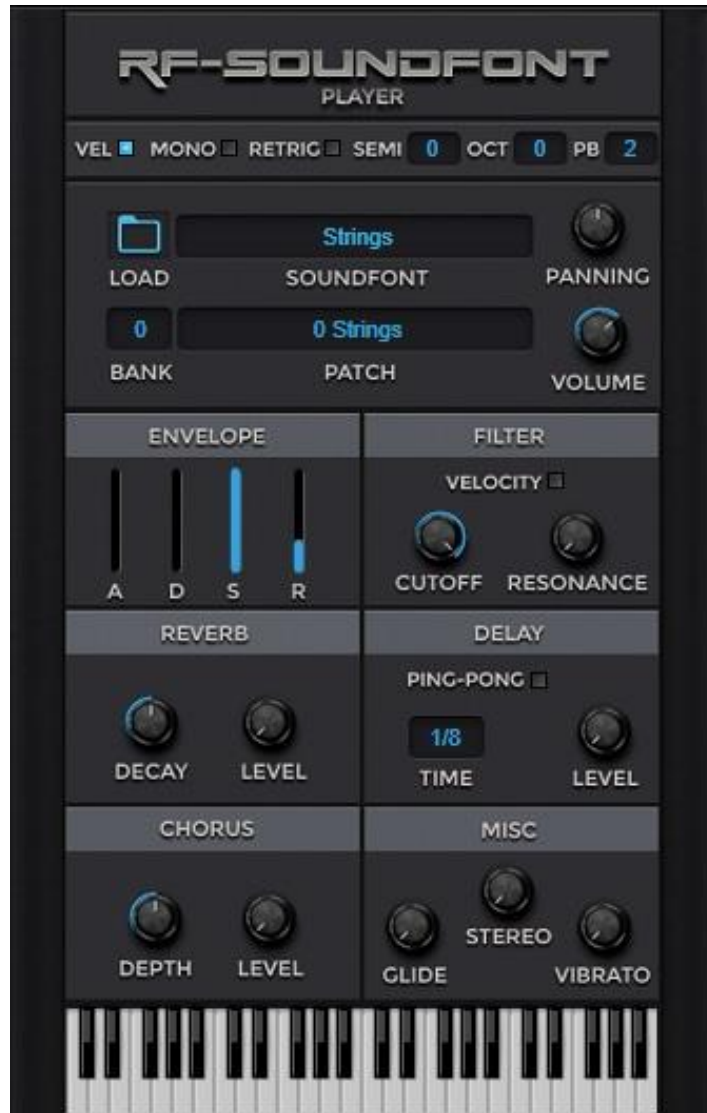 RF-SOUNDFONT
PLAYER
VEL MONO RETRIG SEMI 0 OCT 0 PB 2
Strings
LOAD SOUNDFONT PANNING
0 0 Strings
BANK PATCH VOLUME
ENVELOPE FILTER
VELOCITY
CUTOFF RESONANCE
A D S R
REVERB DELAY
PING-PONG
1/8
DECAY LEVEL TIME LEVEL
CHORUS MISC
STEREO
DEPTH LEVEL GLIDE VIBRATO